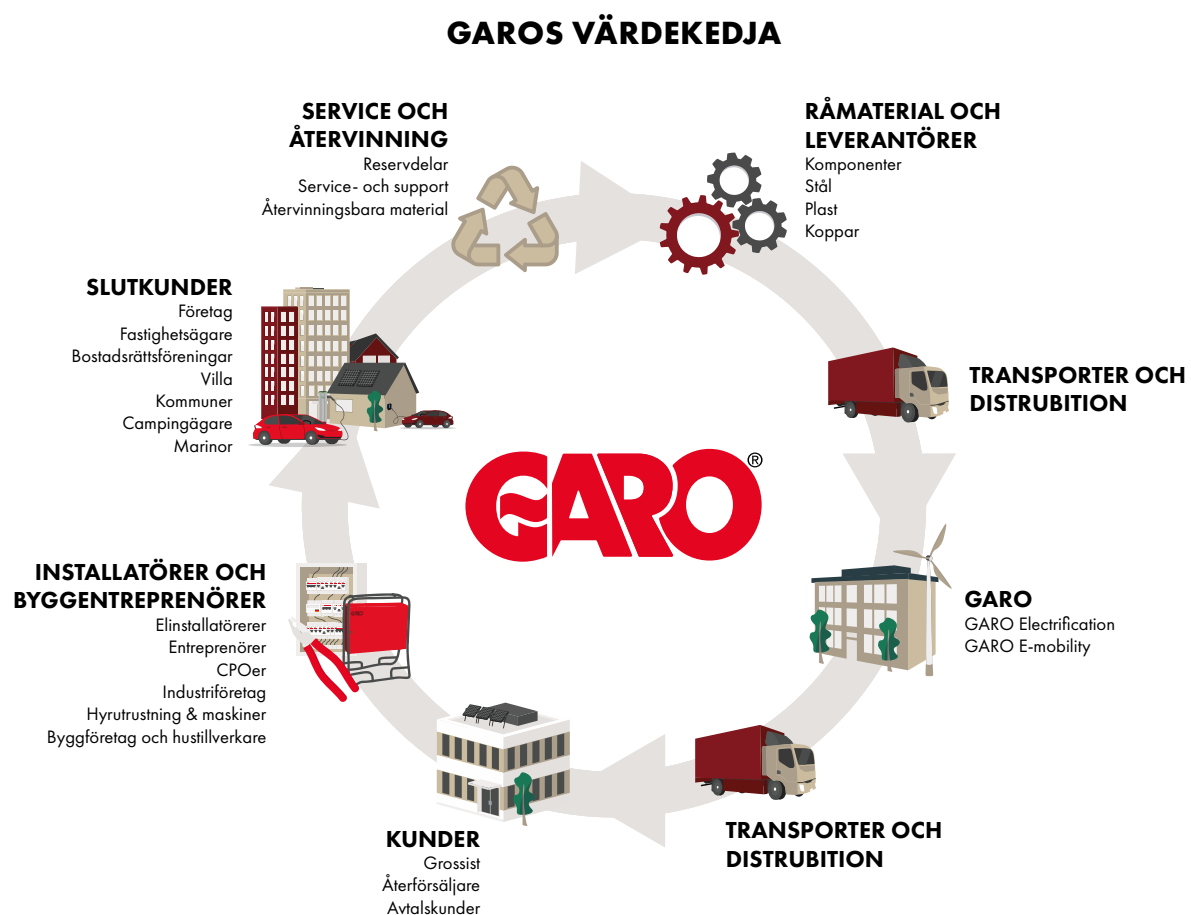 GAROS VÄRDEKEDJA
SERVICE OCH
ÅTERVINNING
Reservdelar
Service- och support
Återvinningsbara material
RÅMATERIAL OCH
LEVERANTÖRER
Komponenter
Stål
Plast
Koppar
SLUTKUNDER
Företag
Fastighetsägare
Bostadsrättsföreningar
Villa
Kommuner
Campingägare
Marinor
TRANSPORTER OCH
DISTRUBITION
GARO®
INSTALLATÖRER OCH
BYGGENTREPRENÖRER
Elinstallatörerer
Entreprenörer
CPOer
Industriföretag
Hyrutrustning & maskiner
Byggföretag och hustillverkare
GARO
GARO Electrification
GARO E-mobility
KUNDER
Grossist
Återförsäljare
Avtalskunder
TRANSPORTER OCH
DISTRUBITION